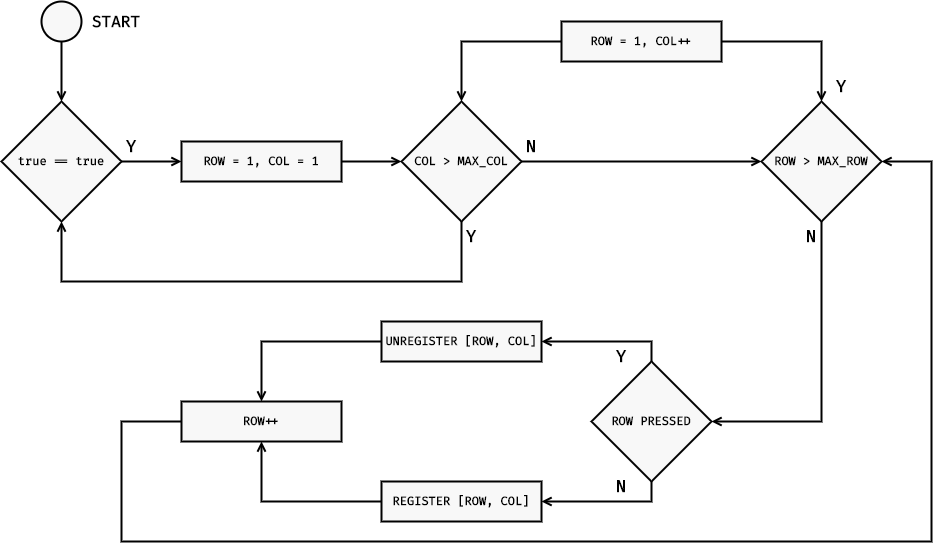 START
ROW = 1, COL++
Y
true == true
Y
ROW = 1, COL = 1
COL > MAX_COL
N
ROW > MAX_ROW
Y
N
UNREGISTER [ROW, COL]
Y
ROW++
ROW PRESSED
REGISTER [ROW, COL]
N